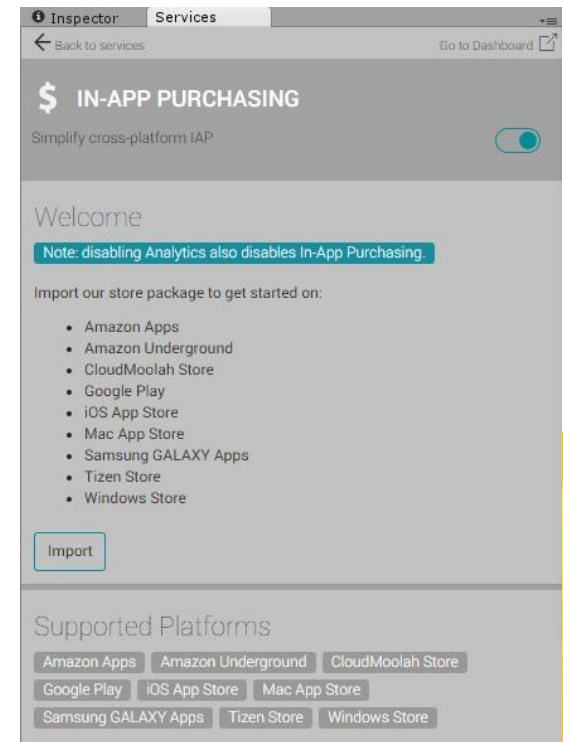 Inspector Services
Back to services Go to Dashboard
$ IN-APP PURCHASING
Simplify cross-platform IAP
Welcome
Note: disabling Analytics also disables In-App Purchasing.
Import our store package to get started on:
• Amazon Apps
• Amazon Underground
• CloudMoolah Store
• Google Play
• iOS App Store
• Mac App Store
• Samsung GALAXY Apps
• Tizen Store
• Windows Store
Import
Supported Platforms
Amazon Apps Amazon Underground CloudMoolah Store
Google Play iOS App Store Mac App Store
Samsung GALAXY Apps Tizen Store Windows Store